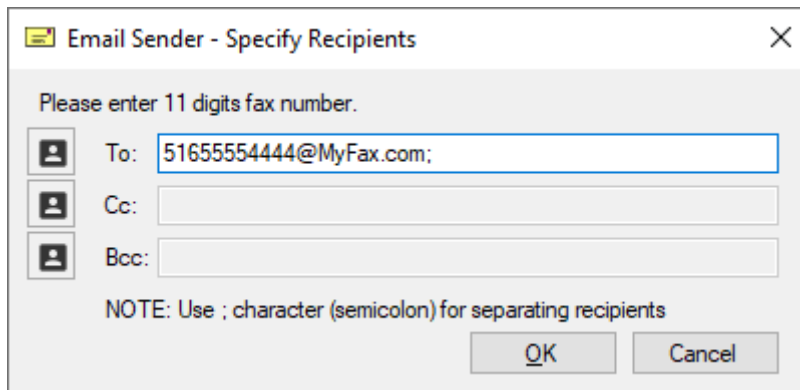 Email Sender - Specify Recipients
Please enter 11 digits fax number.
To: 51655554444@MyFax.com;
Cc:
Bcc:
NOTE: Use ; character (semicolon) for separating recipients
OK Cancel